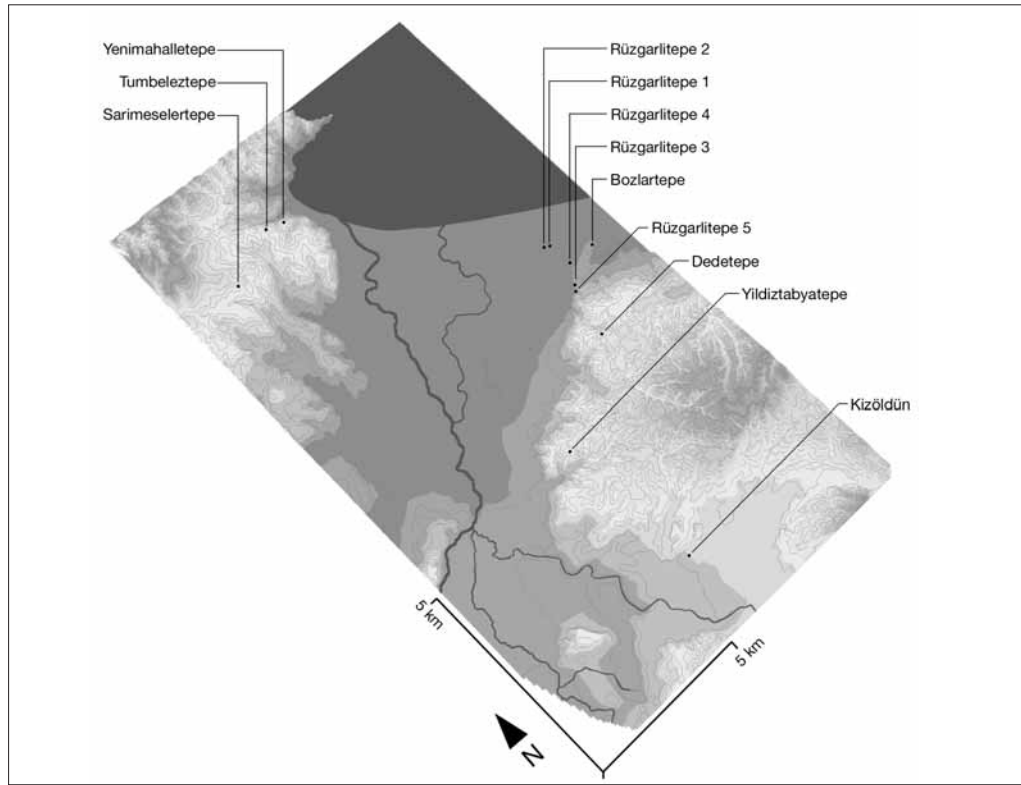 Yenimahalletepe
Tumbeleztepe
Sarimeselertepe
Rüzgarlitepe 2
Rüzgarlitepe 1
Rüzgarlitepe 4
Rüzgarlitepe 3
Bozlartepe
Rüzgarlitepe 5
Dedetepe
Yildiztabyatepe
Kizöldün
5 km
5 km
N